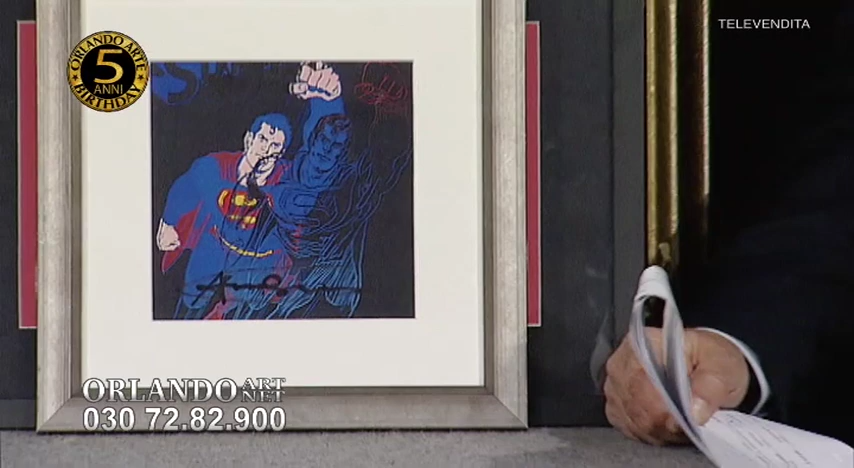 TELEVENDITA
ORLANDO ARTE
5
ANNI
BIRTHDAY
S
ORLANDO ART NET
030 72.82.900